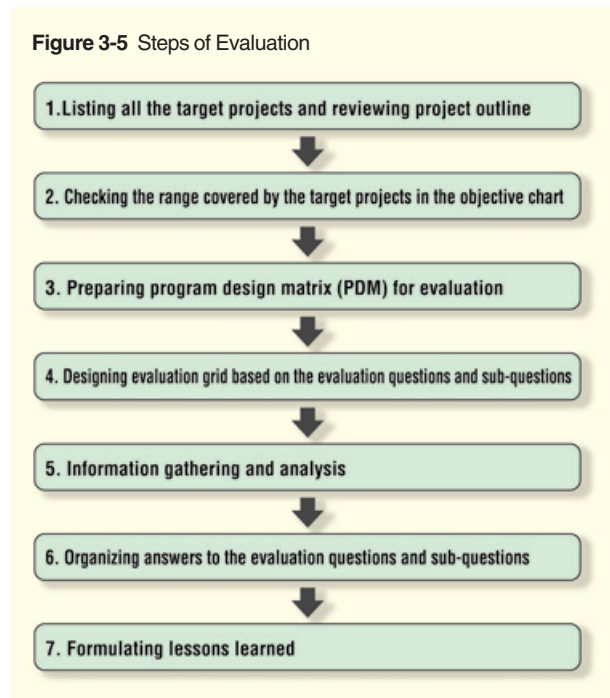 Figure 3-5 Steps of Evaluation
1.Listing all the target projects and reviewing project outline
2. Checking the range covered by the target projects in the objective chart
3. Preparing program design matrix (PDM) for evaluation
4. Designing evaluation grid based on the evaluation questions and sub-questions
5. Information gathering and analysis
6. Organizing answers to the evaluation questions and sub-questions
7. Formulating lessons learned